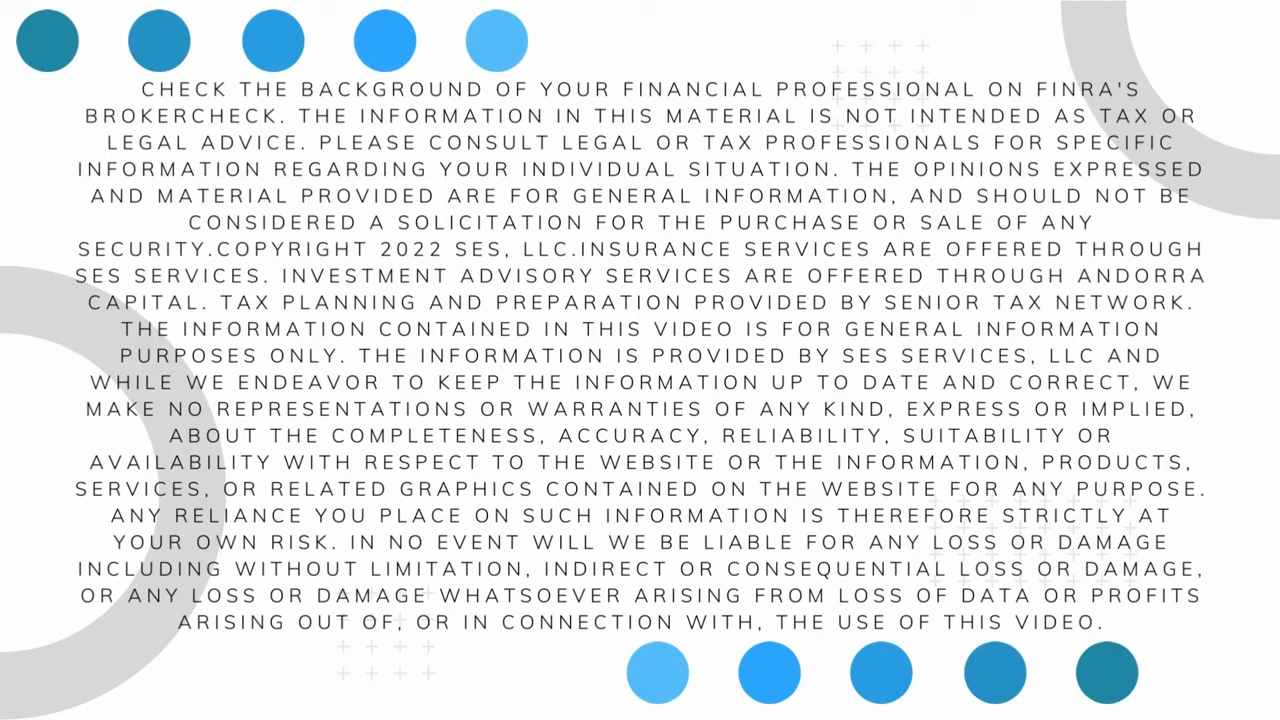 CHECK THE BACKGROUND OF YOUR FINANCIAL PROFESSIONAL ON FINRA'S
BROKERCHECK. THE INFORMATION IN THIS MATERIAL IS NOT INTENDED AS TAX OR
LEGAL ADVICE. PLEASE CONSULT LEGAL OR TAX PROFESSIONALS FOR SPECIFIC
INFORMATION REGARDING YOUR INDIVIDUAL SITUATION. THE OPINIONS EXPRESSED
AND MATERIAL PROVIDED ARE FOR GENERAL INFORMATION, AND SHOULD NOT BE
CONSIDERED A SOLICITATION FOR THE PURCHASE OR SALE OF ANY
SECURITY.COPYRIGHT 2022 SES, LLC.INSURANCE SERVICES ARE OFFERED THROUGH
SES SERVICES. INVESTMENT ADVISORY SERVICES ARE OFFERED THROUGH ANDORRA
CAPITAL. TAX PLANNING AND PREPARATION PROVIDED BY SENIOR TAX NETWORK.
THE INFORMATION CONTAINED IN THIS VIDEO IS FOR GENERAL INFORMATION
PURPOSES ONLY. THE INFORMATION IS PROVIDED BY SES SERVICES, LLC AND
WHILE WE ENDEAVOR TO KEEP THE INFORMATION UP TO DATE AND CORRECT, WE
MAKE NO REPRESENTATIONS OR WARRANTIES OF ANY KIND, EXPRESS OR IMPLIED,
ABOUT THE COMPLETENESS, ACCURACY, RELIABILITY, SUITABILITY OR
AVAILABILITY WITH RESPECT TO THE WEBSITE OR THE INFORMATION, PRODUCTS,
SERVICES, OR RELATED GRAPHICS CONTAINED ON THE WEBSITE FOR ANY PURPOSE.
ANY RELIANCE YOU PLACE ON SUCH INFORMATION IS THEREFORE STRICTLY AT
YOUR OWN RISK. IN NO EVENT WILL WE BE LIABLE FOR ANY LOSS OR DAMAGE
INCLUDING WITHOUT LIMITATION, INDIRECT OR CONSEQUENTIAL LOSS OR DAMAGE,
OR ANY LOSS OR DAMAGE WHATSOEVER ARISING FROM LOSS OF DATA OR PROFITS
ARISING OUT OF, OR IN CONNECTION WITH, THE USE OF THIS VIDEO.